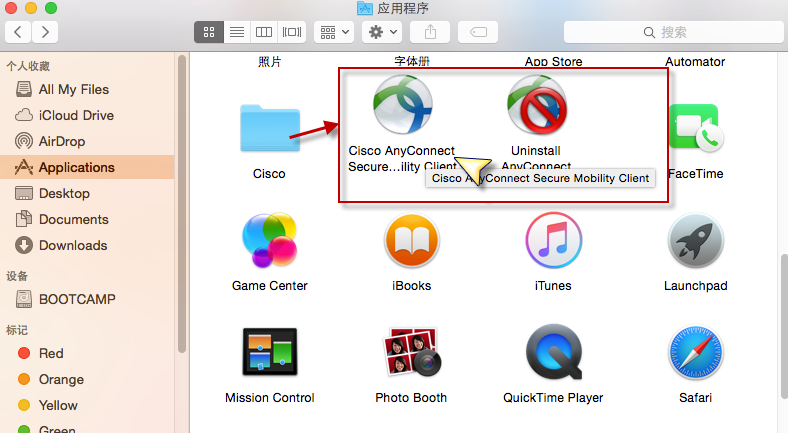 应用程序
搜索
个人收藏
All My Files
iCloud Drive
AirDrop
Applications
Desktop
Documents
Downloads
设备
BOOTCAMP
标记
Red
Orange
Yellow
Green
照片
字体册
App Store
Automator
Cisco
Cisco AnyConnect
Secure...ility Client
Uninstall
AnyConnect
Cisco AnyConnect Secure Mobility Client
FaceTime
Game Center
iBooks
iTunes
Launchpad
Mission Control
Photo Booth
QuickTime Player
Safari